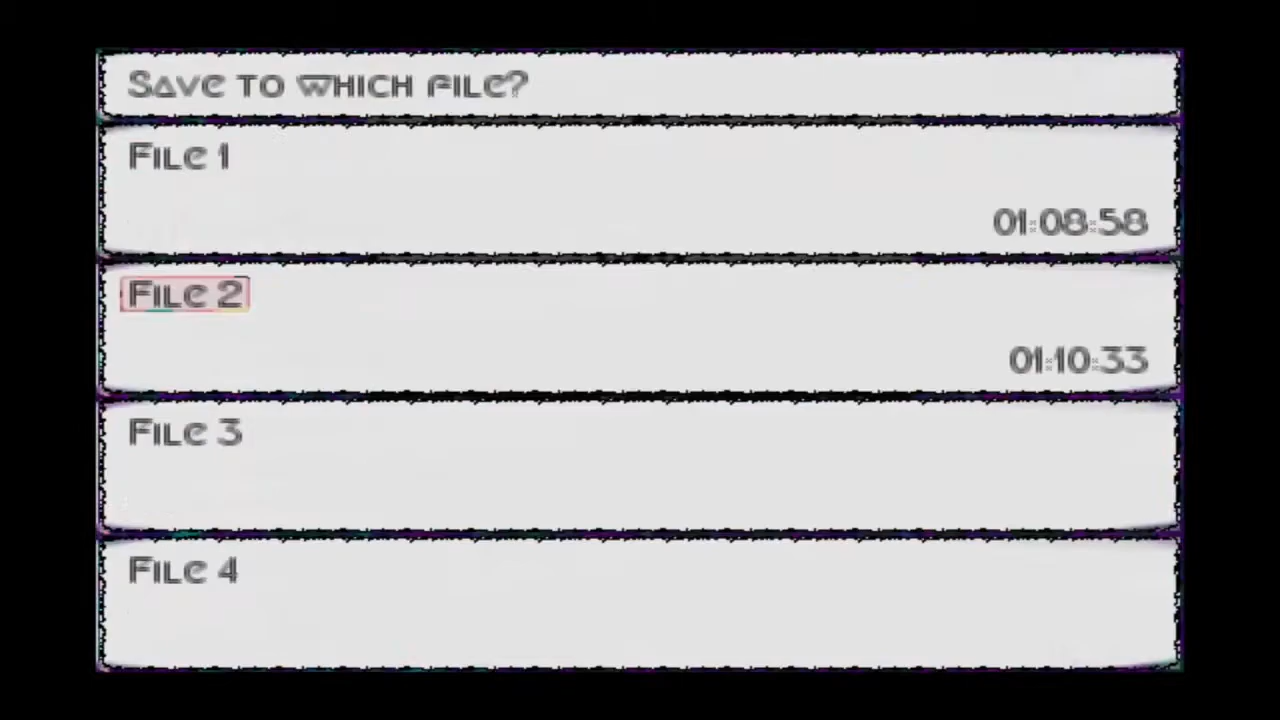 Save to which file?
File 1
01:08:58
File 2
01:10:33
File 3
File 4